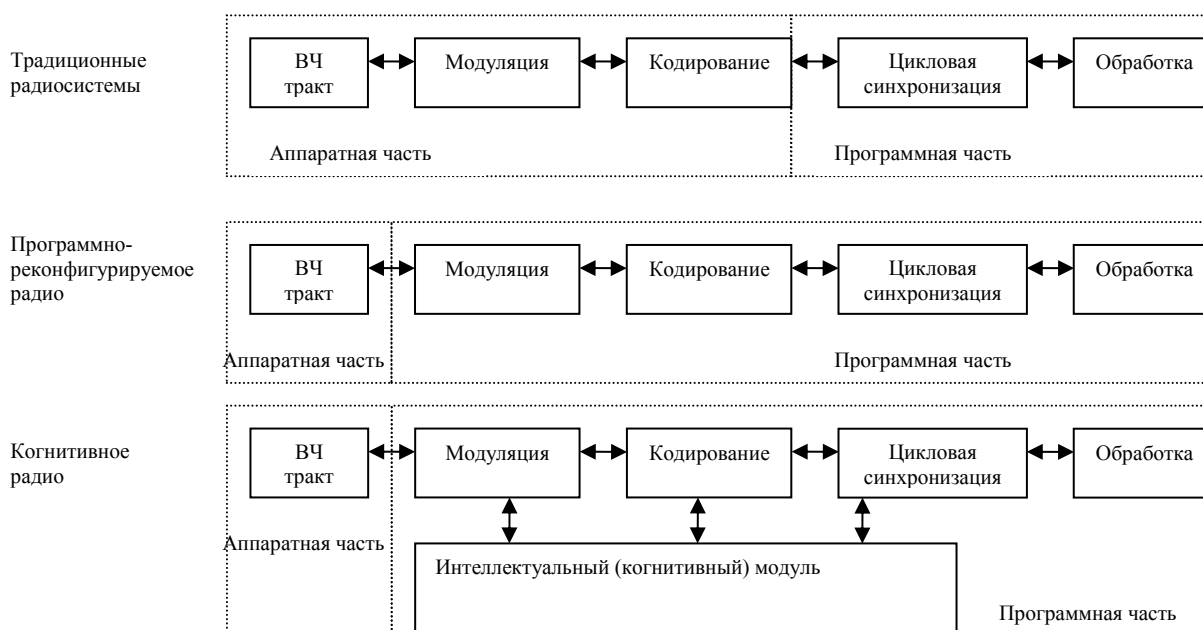 Традиционные
радиосистемы
ВЧ
тракт
Модуляция
Кодирование
Цикловая
синхронизация
Обработка
Аппаратная часть
Программная часть
Программно-
реконфигурируемое
радио
ВЧ
тракт
Модуляция
Кодирование
Цикловая
синхронизация
Обработка
Аппаратная часть
Программная часть
Когнитивное
радио
ВЧ
тракт
Модуляция
Кодирование
Цикловая
синхронизация
Обработка
Аппаратная часть
Интеллектуальный (когнитивный) модуль
Программная часть